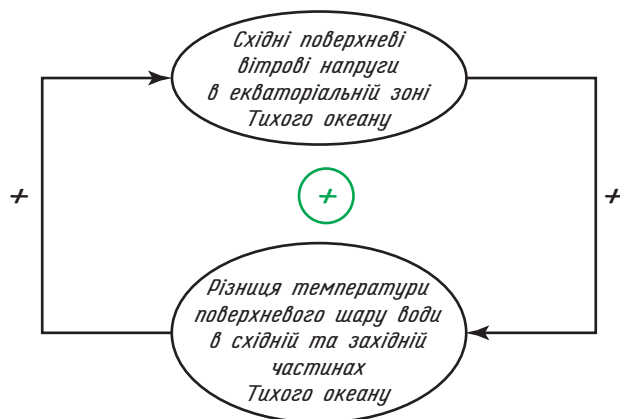 Східні поверхневі
вітрові напруги
в екваторіальній зоні
Тихого океану
+
+
+
Різниця температури
поверхневого шару води
в східній та західній
частинах
Тихого океану